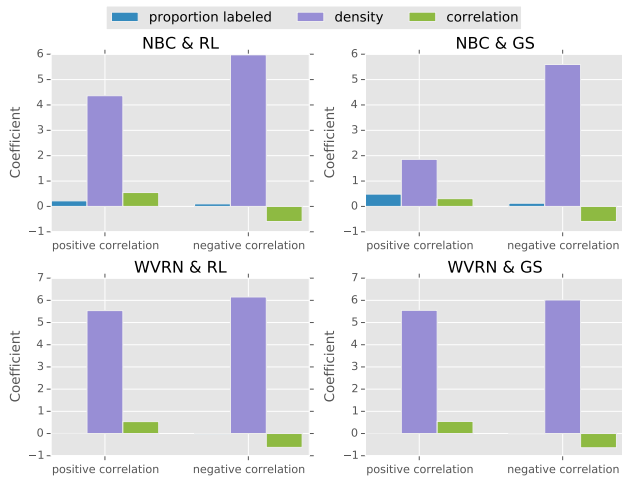 proportion labeled density correlation
NBC & RL
NBC & GS
Coefficient
6
5
4
3
2
1
0
−1
positive correlation negative correlation
6
5
4
3
2
1
0
−1
positive correlation negative correlation
WVRN & RL
WVRN & GS
Coefficient
7
6
5
4
3
2
1
0
−1
positive correlation negative correlation
Coefficient
7
6
5
4
3
2
1
0
−1
positive correlation negative correlation
Coefficient